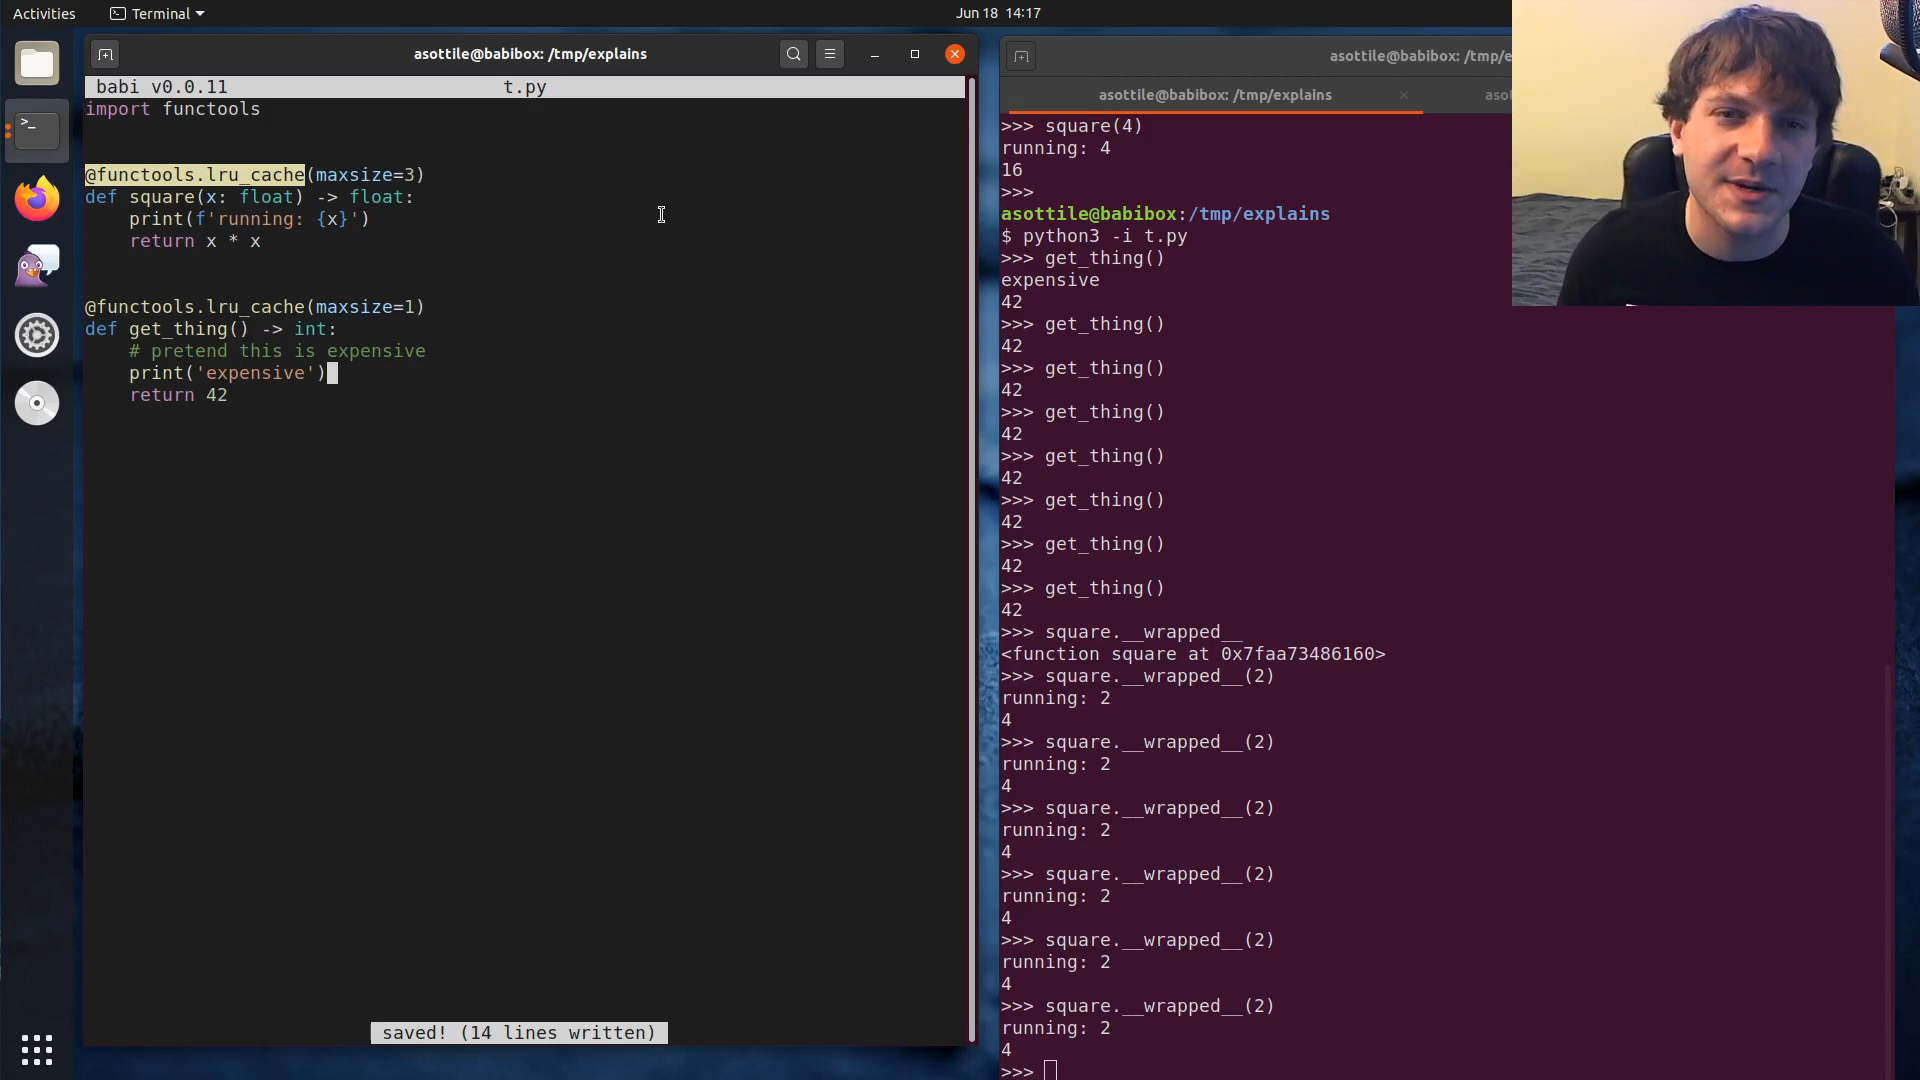 Activities
Terminal
Jun 18 14:17
asottile@babibox: /tmp/explains
babi v0.0.11 t.py
import functools
@functools.lru_cache(maxsize=3)
def square(x: float) -> float:
    print(f'running: {x}')
    return x * x
@functools.lru_cache(maxsize=1)
def get_thing() -> int:
    # pretend this is expensive
    print('expensive')
    return 42
saved! (14 lines written)
asottile@babibox: /tmp/e
asottile@babibox: /tmp/explains
asot
>>> square(4)
running: 4
16
>>>
asottile@babibox:/tmp/explains
$ python3 -i t.py
>>> get_thing()
expensive
42
>>> get_thing()
42
>>> get_thing()
42
>>> get_thing()
42
>>> get_thing()
42
>>> get_thing()
42
>>> get_thing()
42
>>> get_thing()
42
>>> square.__wrapped__
<function square at 0x7faa73486160>
>>> square.__wrapped__(2)
running: 2
4
>>> square.__wrapped__(2)
running: 2
4
>>> square.__wrapped__(2)
running: 2
4
>>> square.__wrapped__(2)
running: 2
4
>>> square.__wrapped__(2)
running: 2
4
>>> square.__wrapped__(2)
running: 2
4
>>>